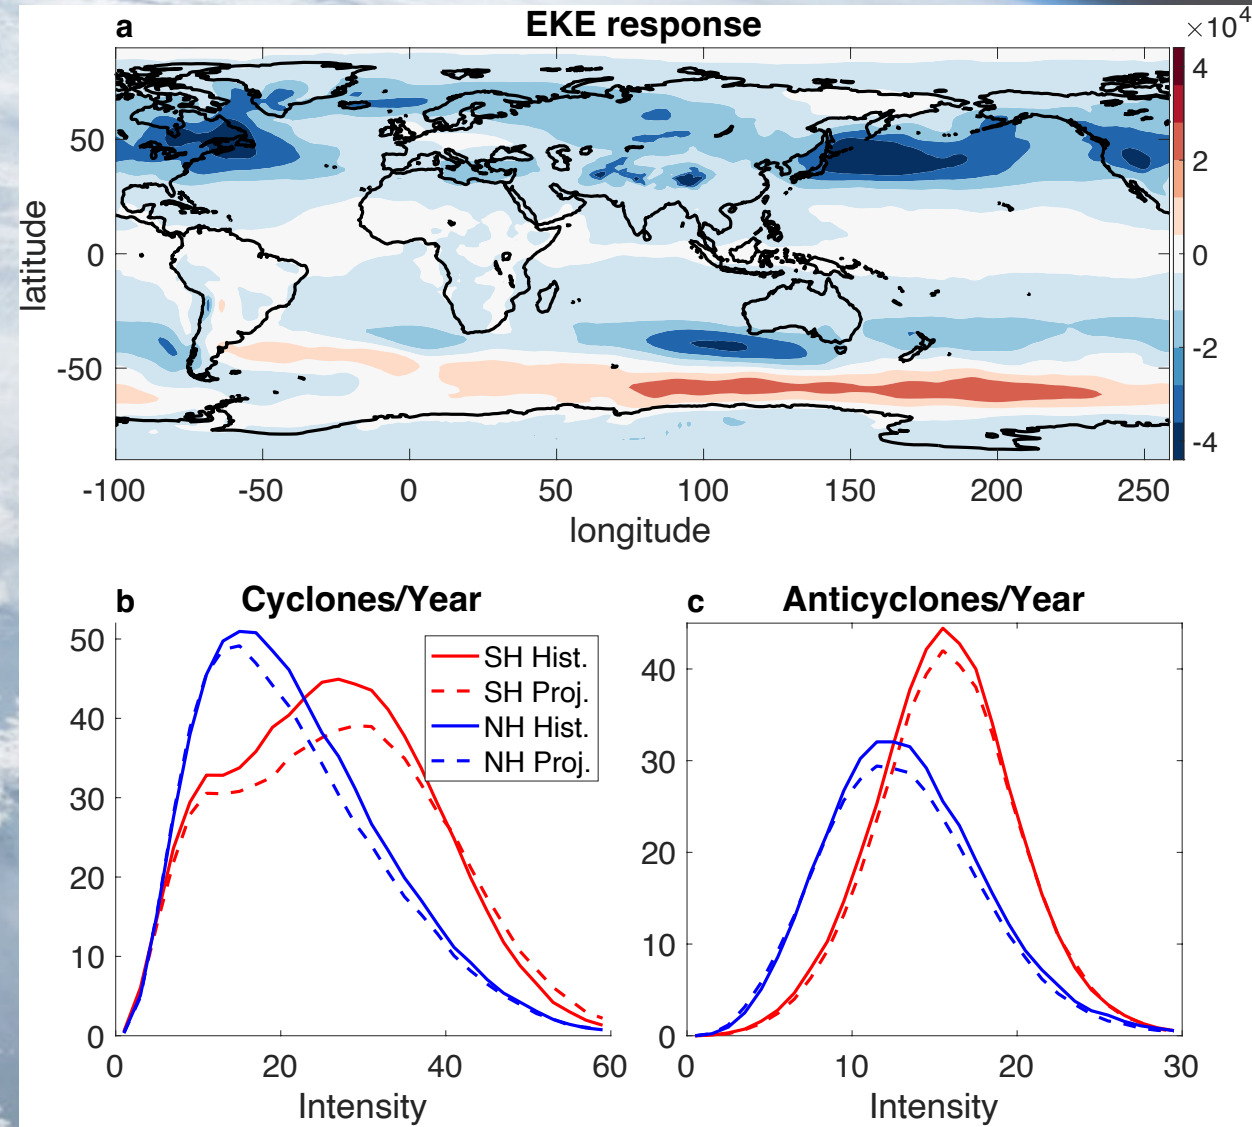 a EKE response ×10⁴
4
2
0
-2
-4
latitude
50
0
-50
-100 -50 0 50 100 150 200 250
longitude
b Cyclones/Year
50
40
30
20
10
0
0 20 40 60
Intensity
SH Hist.
SH Proj.
NH Hist.
NH Proj.
c Anticyclones/Year
40
30
20
10
0
0 10 20 30
Intensity